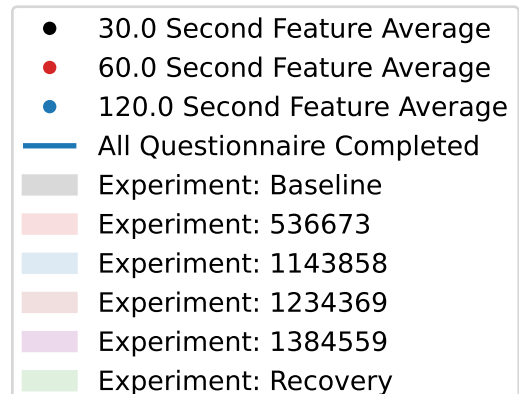 30.0 Second Feature Average
60.0 Second Feature Average
120.0 Second Feature Average
All Questionnaire Completed
Experiment: Baseline
Experiment: 536673
Experiment: 1143858
Experiment: 1234369
Experiment: 1384559
Experiment: Recovery